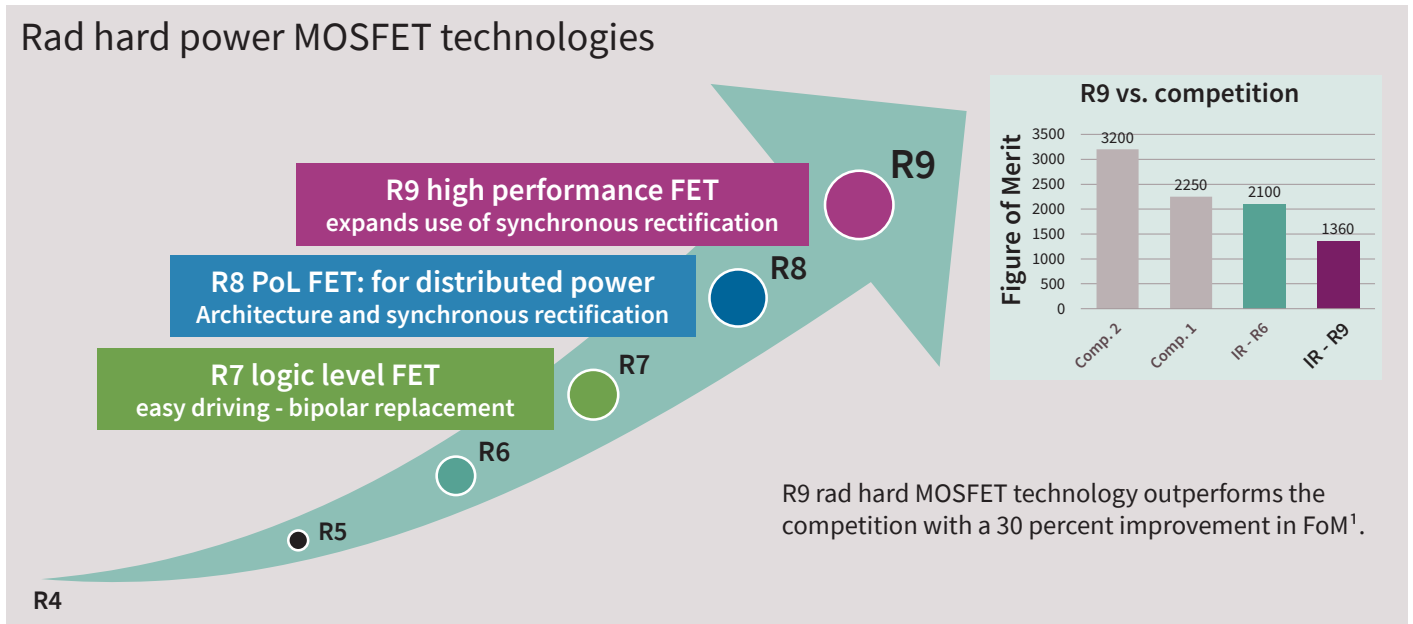 Rad hard power MOSFET technologies
R9 high performance FET
expands use of synchronous rectification
R9
R8 PoL FET: for distributed power
Architecture and synchronous rectification
R8
R7 logic level FET
easy driving - bipolar replacement
R7
R6
R5
R4
R9 vs. competition
Figure of Merit
3500
3000
2500
2000
1500
1000
500
0
3200
2250
2100
1360
Comp. 2
Comp. 1
IR - R6
IR - R9
R9 rad hard MOSFET technology outperforms the
competition with a 30 percent improvement in FoM¹.